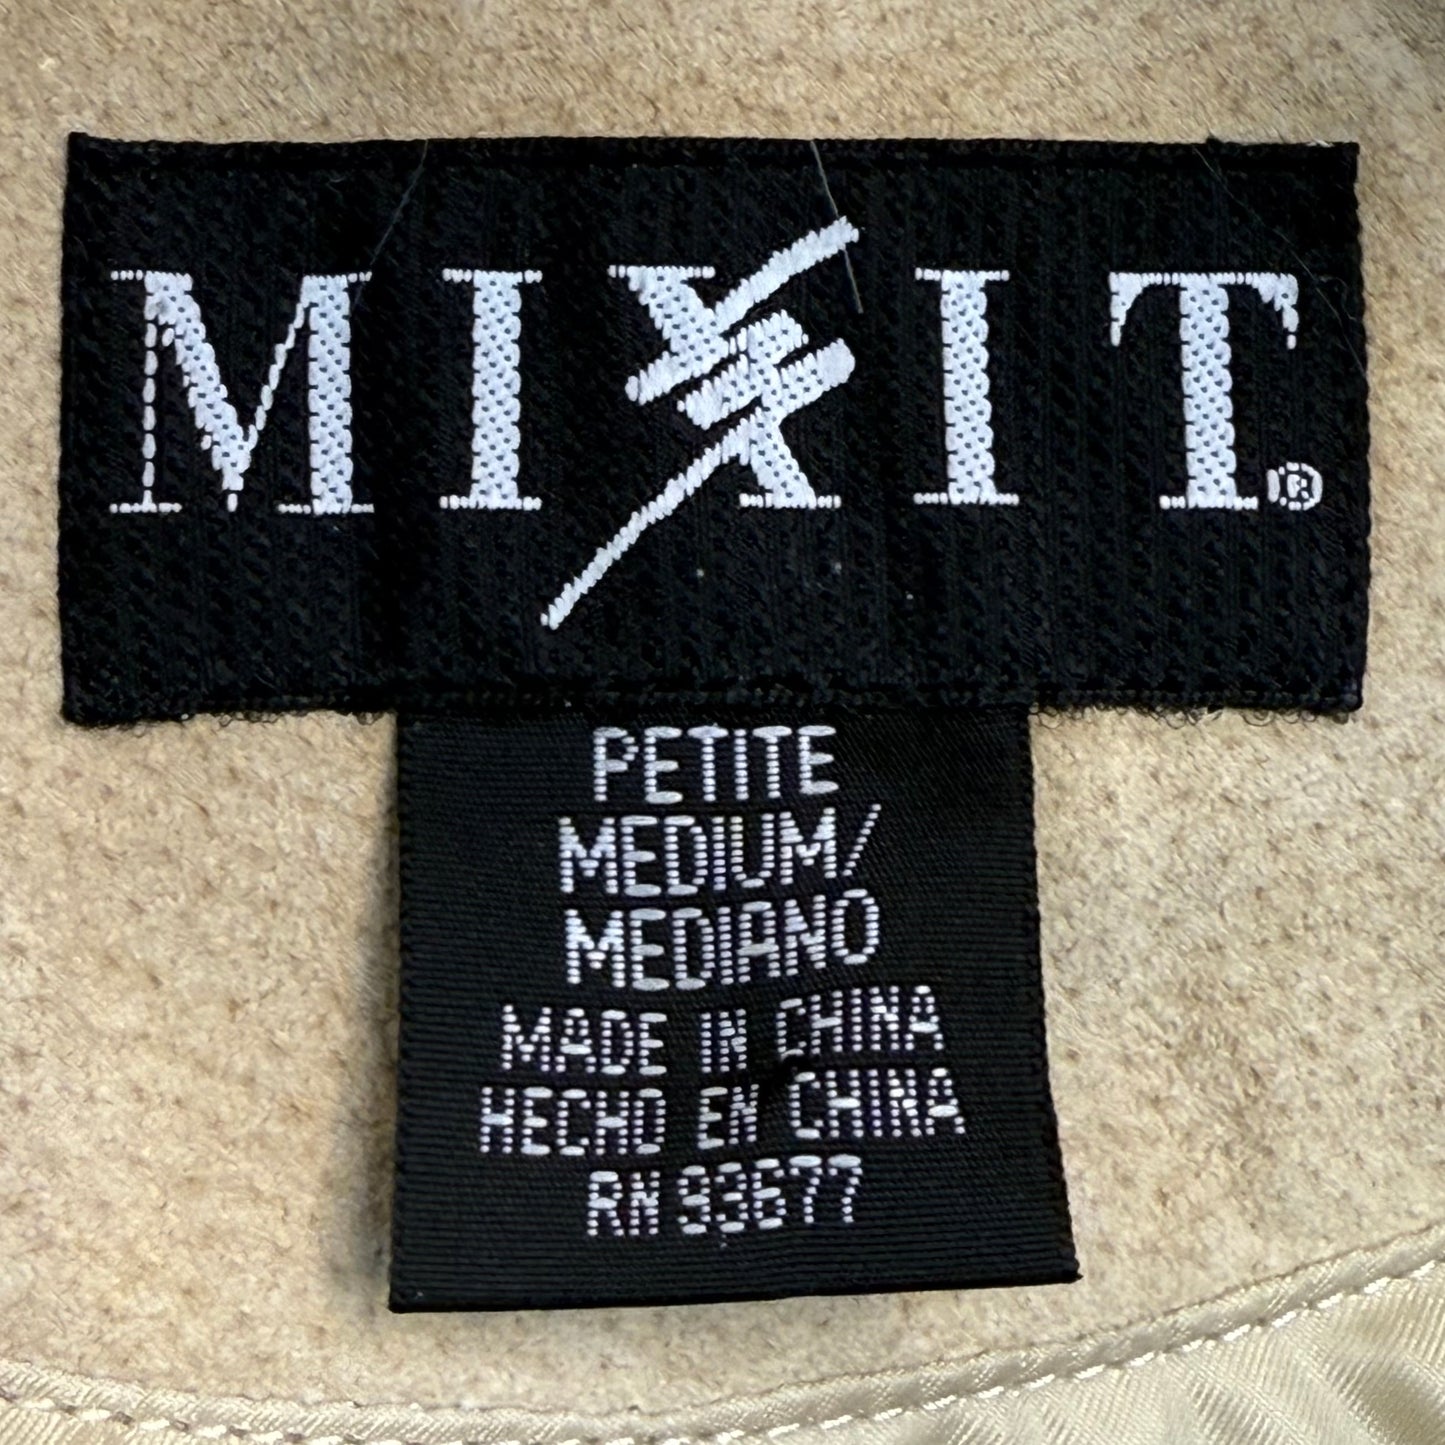 MIXIT®
PETITE
MEDIUM/
MEDIANO
MADE IN CHINA
HECHO EN CHINA
RN 93677